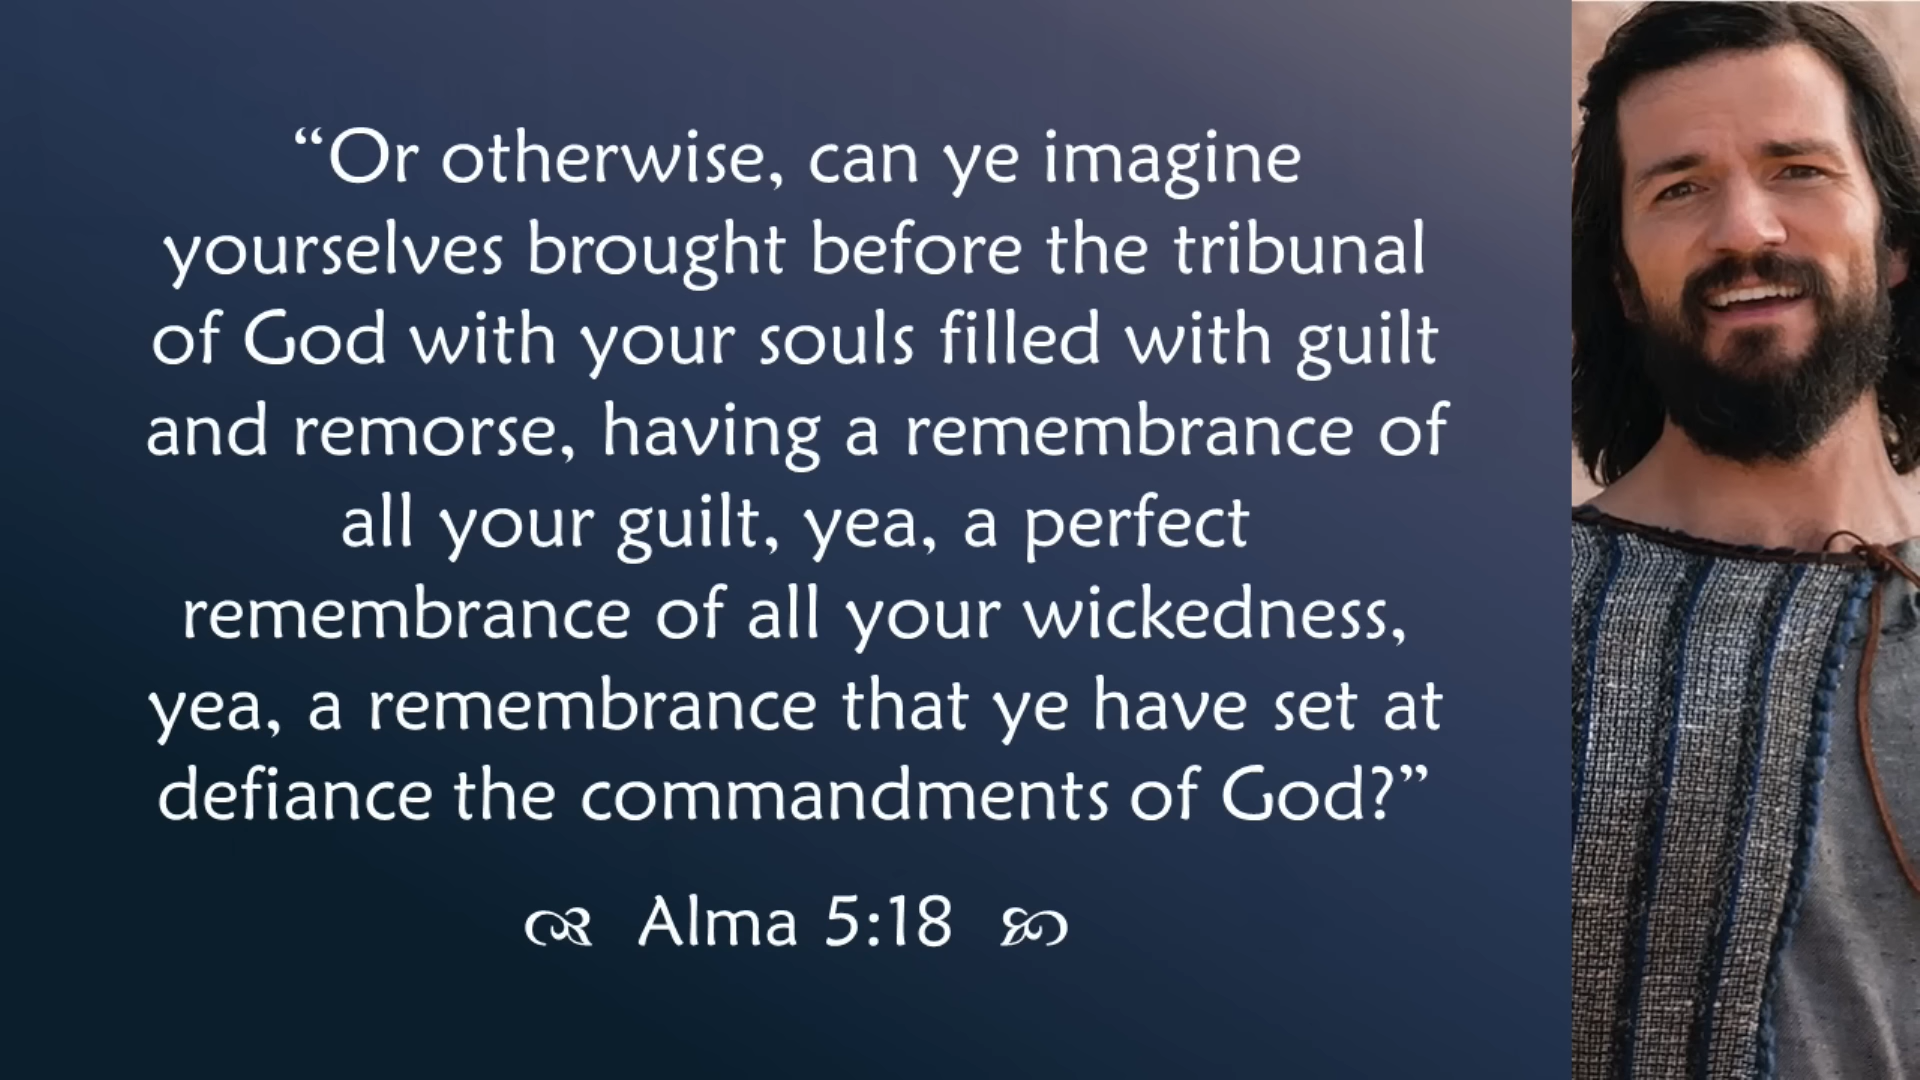 “Or otherwise, can ye imagine
yourselves brought before the tribunal
of God with your souls filled with guilt
and remorse, having a remembrance of
all your guilt, yea, a perfect
remembrance of all your wickedness,
yea, a remembrance that ye have set at
defiance the commandments of God?”
Alma 5:18